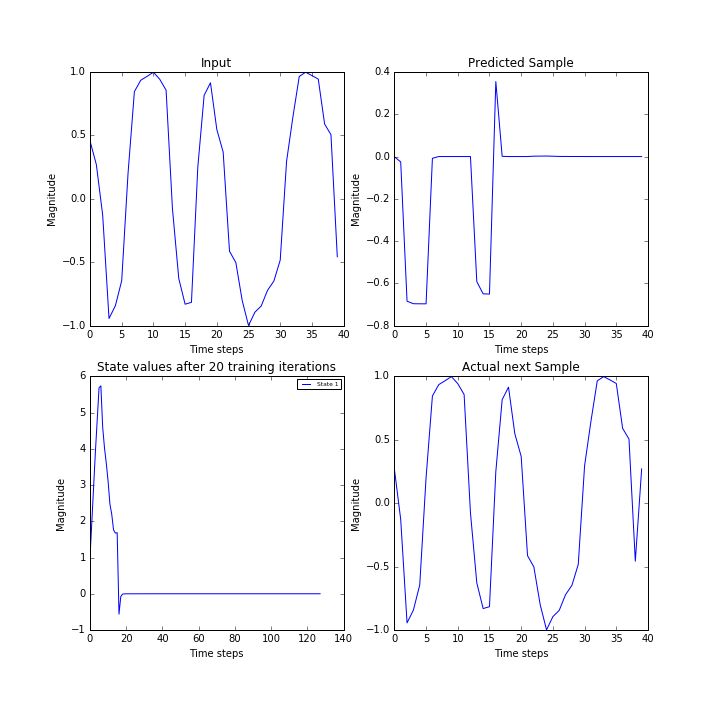 Input
Predicted Sample
1.0
0.5
0.0
−0.5
−1.0
Magnitude
0 5 10 15 20 25 30 35 40
Time steps
0.4
0.2
0.0
−0.2
−0.4
−0.6
−0.8
Magnitude
0 5 10 15 20 25 30 35 40
Time steps
State values after 20 training iterations
6
5
4
3
2
1
0
−1
Magnitude
State 1
0 20 40 60 80 100 120 140
Time steps
Actual next Sample
1.0
0.5
0.0
−0.5
−1.0
Magnitude
0 5 10 15 20 25 30 35 40
Time steps